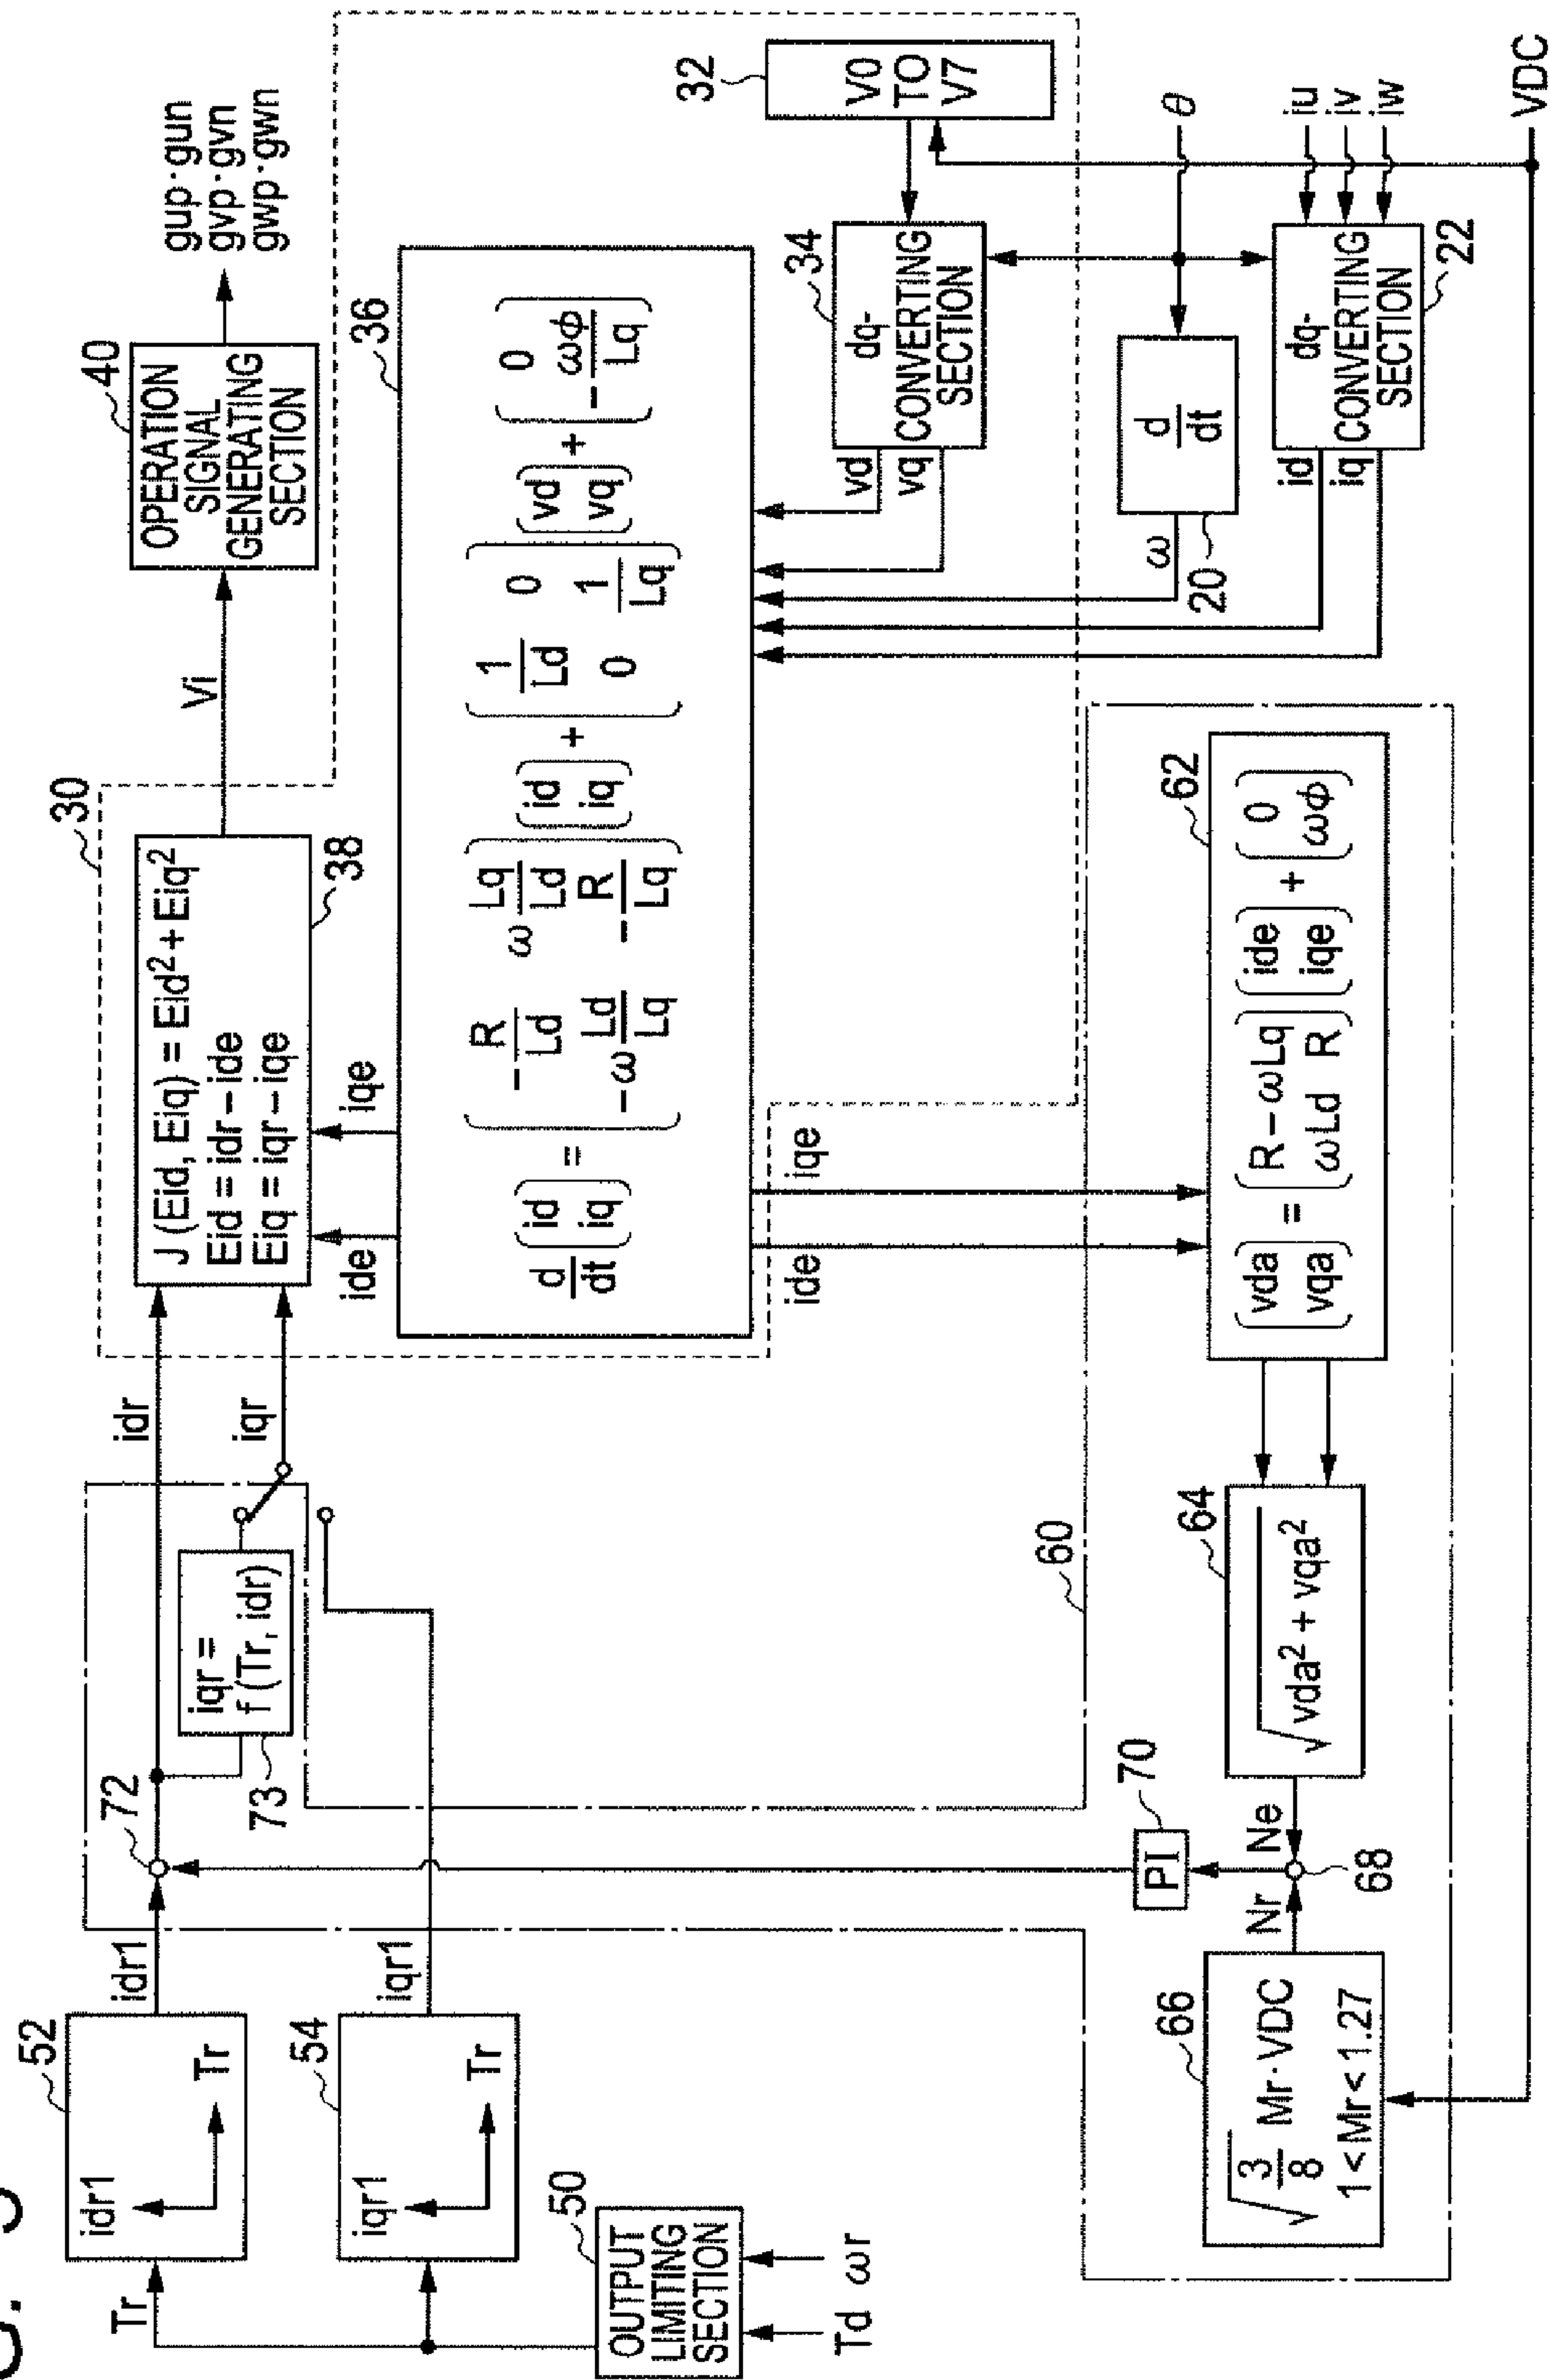 50
OUTPUT
LIMITING
SECTION
Td
ωr
Tr
52
idr1
Tr
idr1
54
iqr1
Tr
iqr1
72
73
iqr =
f (Tr, idr)
idr
iqr
30
J (Eid, Eiq) = Eid² + Eiq²
Eid = idr − ide
Eiq = iqr − iqe
38
Vi
40
OPERATION
SIGNAL
GENERATING
SECTION
gup·gun
gvp·gvn
gwp·gwn
ide
iqe
36
d/dt (id iq) = (−R/Ld ω Lq/Ld −ω Ld/Lq −R/Lq) (id iq) + (1/Ld 0 0 1/Lq) (vd vq) + (0 −ωφ/Lq)
ide
iqe
32
V0
TO
V7
34
dq-
CONVERTING
SECTION
vd
vq
θ
d/dt
ω
20
dq-
CONVERTING
SECTION
22
id
iq
iu
iv
iw
VDC
60
62
(vda vqa) = (R −ωLq ωLd R) (ide iqe) + (0 ωφ)
64
√vda² + vqa²
Ne
68
Nr
70
PI
66
√3/8 Mr·VDC
1 < Mr < 1.27